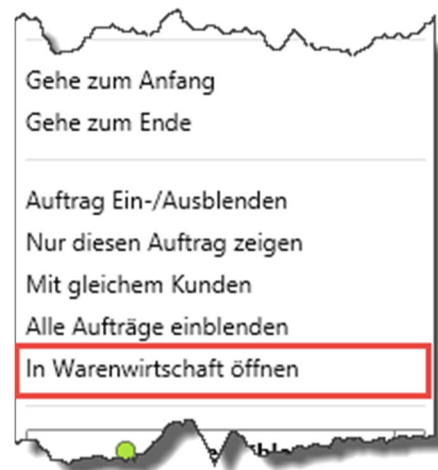 Gehe zum Anfang
Gehe zum Ende
Auftrag Ein-/Ausblenden
Nur diesen Auftrag zeigen
Mit gleichem Kunden
Alle Aufträge einblenden
In Warenwirtschaft öffnen